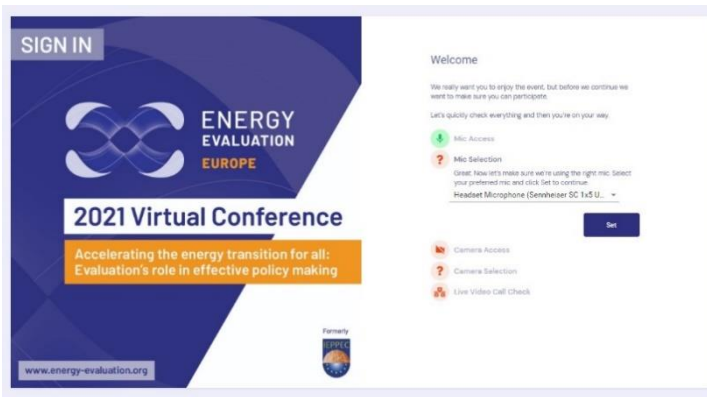 SIGN IN
ENERGY
EVALUATION
EUROPE
2021 Virtual Conference
Accelerating the energy transition for all:
Evaluation's role in effective policy making
Formerly
IEPPEC
www.energy-evaluation.org
Welcome
We really want you to enjoy the event, but before we continue we
want to make sure you can participate.
Let's quickly check everything and then you're on your way.
Mic Access
Mic Selection
Great! Now let's make sure we're using the right mic. Select
your preferred mic and click Set to continue.
Headset Microphone (Sennheiser SC 1x5 U...
Set
Camera Access
Camera Selection
Live Video Call Check